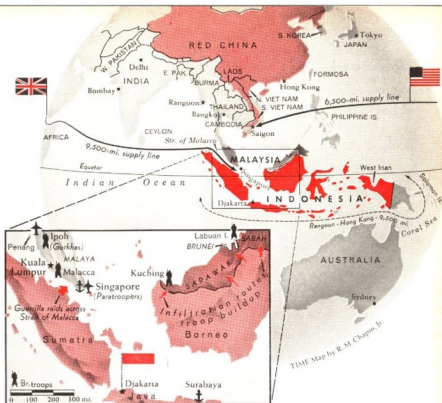 RED CHINA
S. KOREA
Tokyo
JAPAN
W. PAKISTAN
Delhi
INDIA
E. PAK.
BURMA
LAOS
FORMOSA
Hong Kong
Bombay
Rangoon
N. VIET NAM
THAILAND
S. VIET NAM
Bangkok
CAMBODIA
Saigon
6,500-mi. supply line
PHILIPPINE IS.
AFRICA
CEYLON
Str. of Malacca
9,500-mi. supply line
MALAYSIA
Singapore
West Irian
Equator
Indian Ocean
INDONESIA
Djakarta
Solomon Is.
Rangoon - Hong Kong - 9,500 mi.
Coral Sea
AUSTRALIA
Sydney
TIME Map by R. M. Chapin, Jr.
Ipoh
Penang
(Gurkhas)
MALAYA
Kuala Lumpur
Malacca
Singapore
(Paratroopers)
Guerrilla raids across
Strait of Malacca
Sumatra
Labuan I.
BRUNEI
SABAH
Kuching
SARAWAK
Infiltration routes,
troop buildup
Borneo
Br. troops
0 100 200 300 mi.
Djakarta
Java
Surabaya